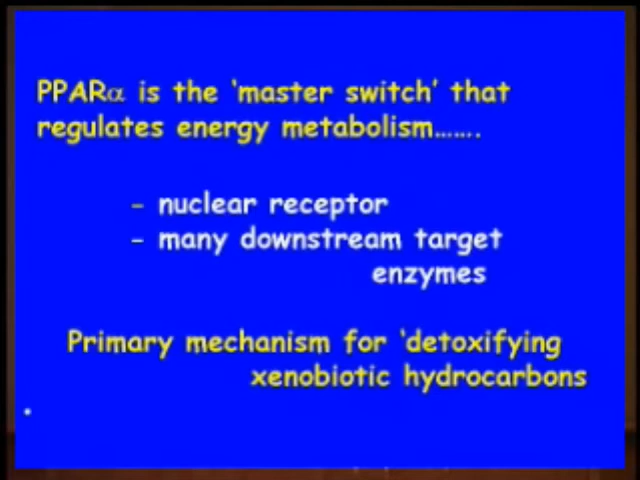 PPARα is the ‘master switch’ that
regulates energy metabolism…….
– nuclear receptor
– many downstream target
enzymes
Primary mechanism for ‘detoxifying
xenobiotic hydrocarbons
.